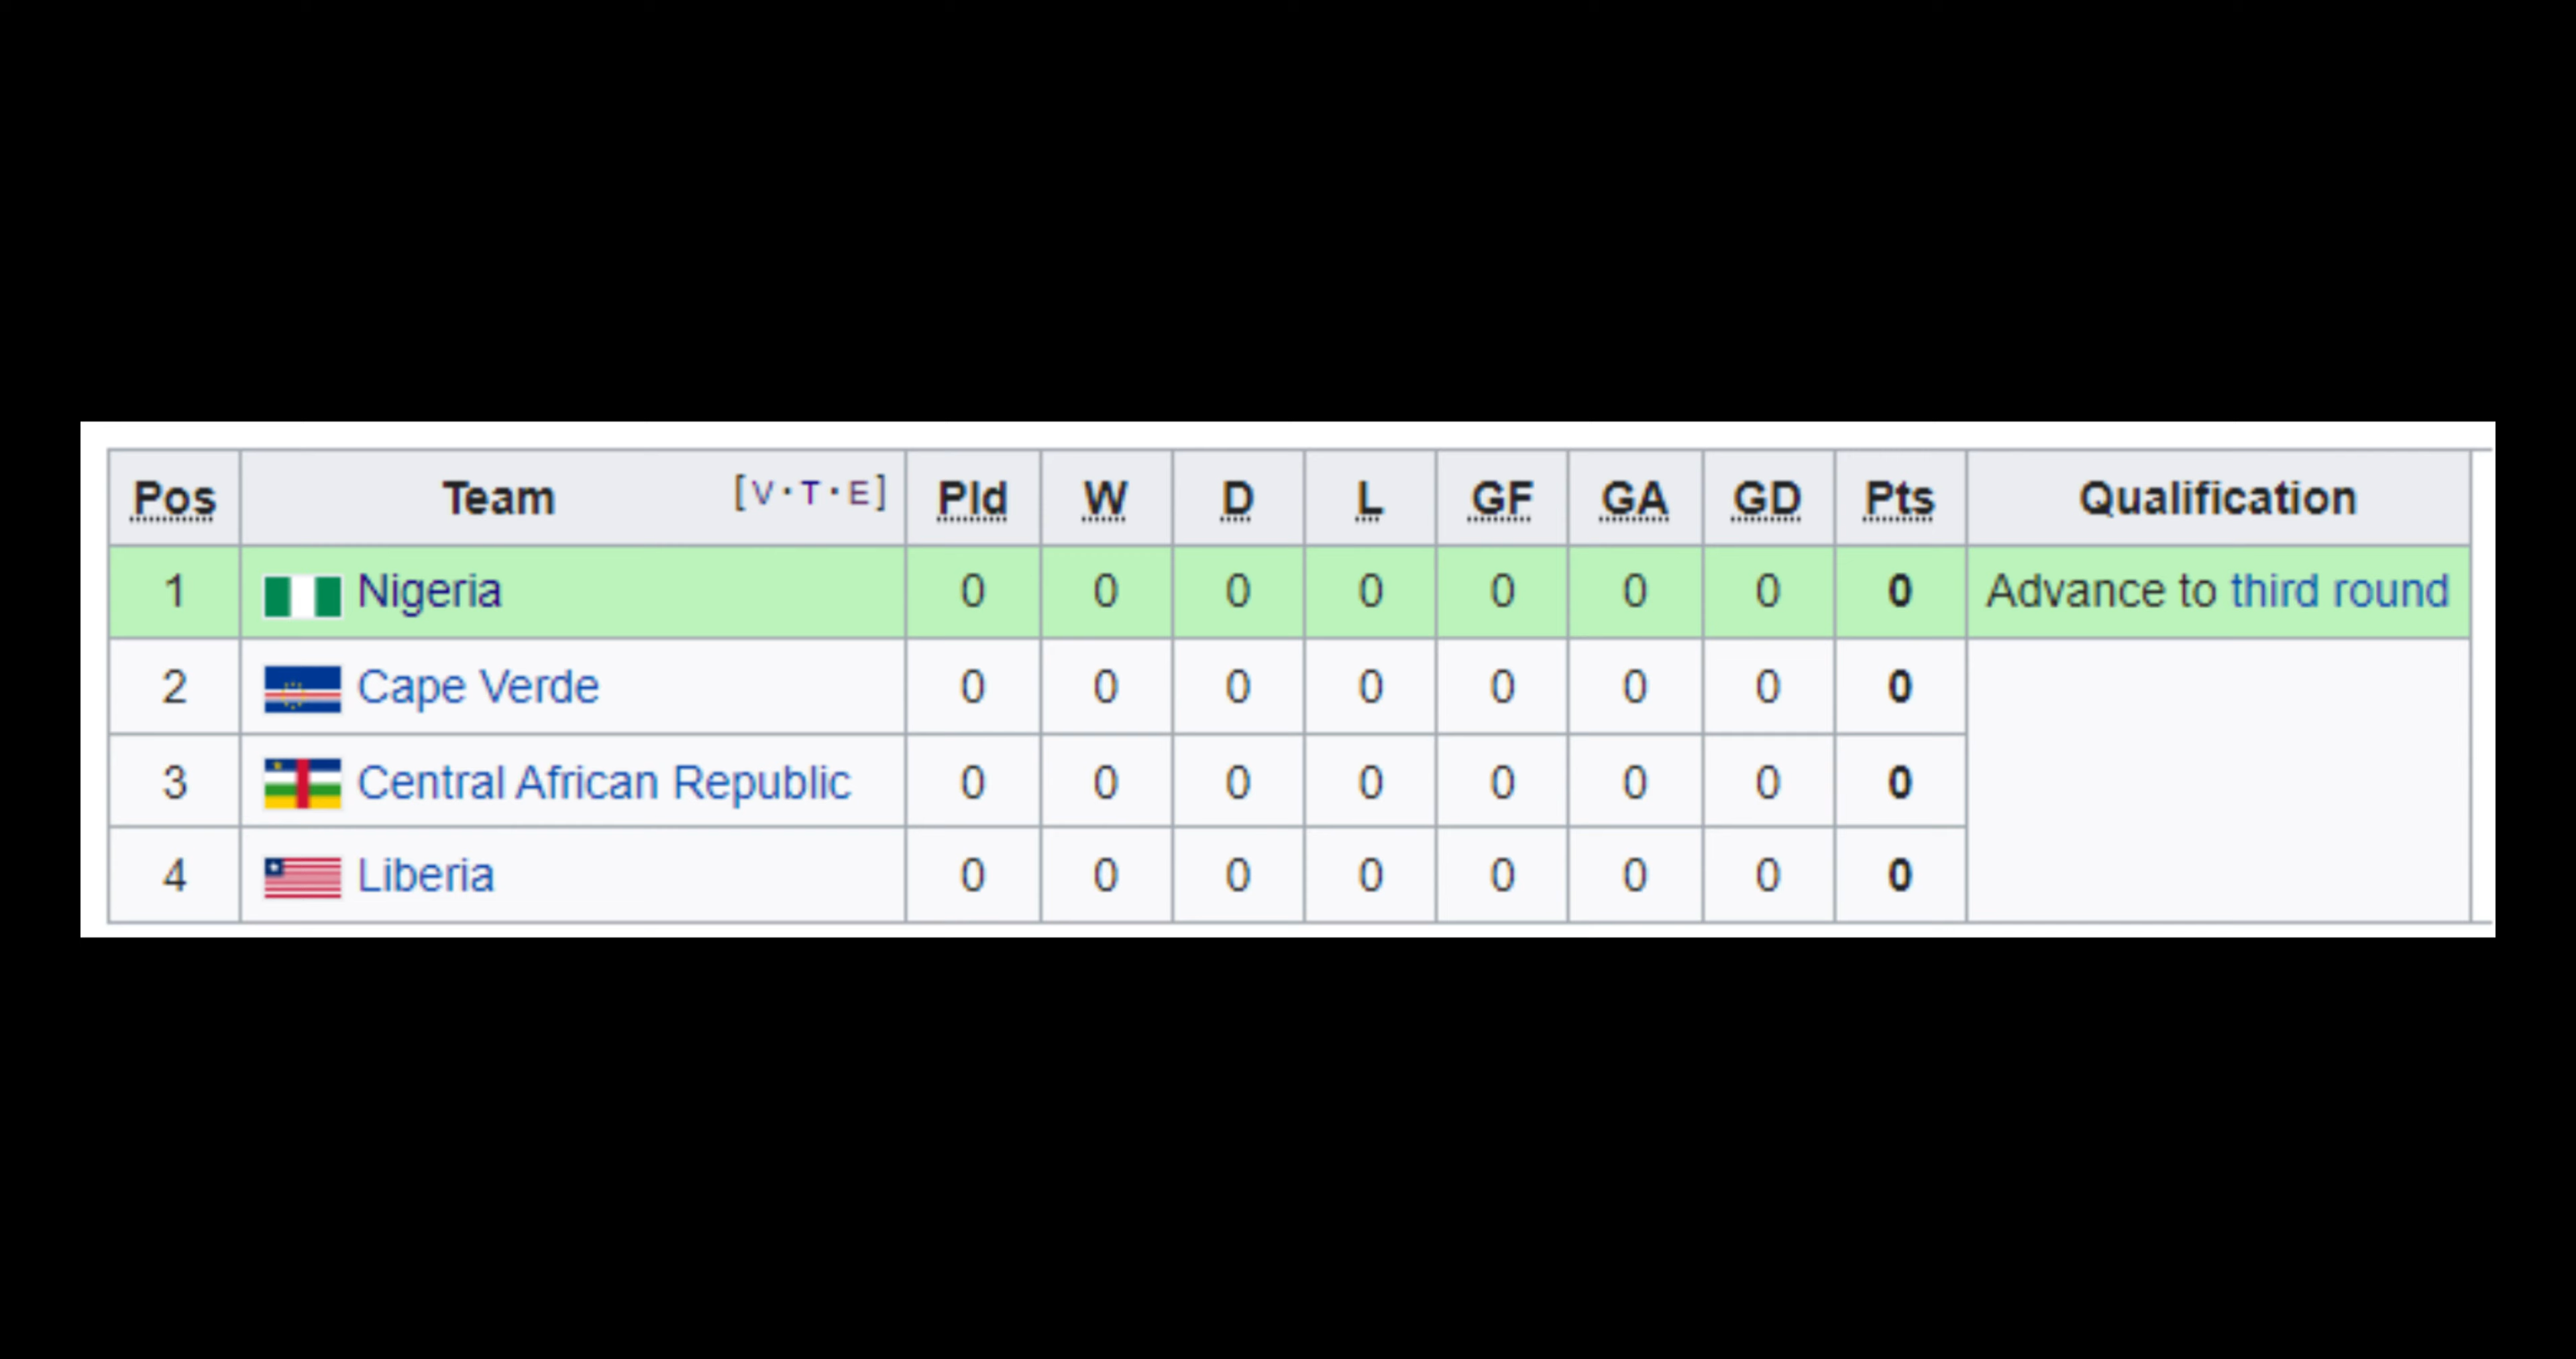 Pos Team [V·T·E] Pld W D L GF GA GD Pts Qualification
1 Nigeria 0 0 0 0 0 0 0 0 Advance to third round
2 Cape Verde 0 0 0 0 0 0 0 0
3 Central African Republic 0 0 0 0 0 0 0 0
4 Liberia 0 0 0 0 0 0 0 0